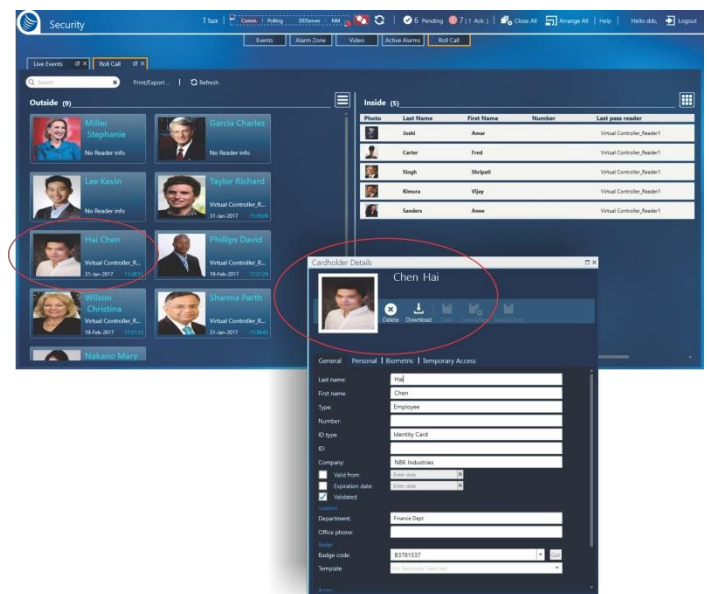 Security
1 task | Comm. | Polling DDServer NM 6 Pending 7 ( 1 Ack. ) | Close All Arrange All | Help | Hello dds, Logout
Events Alarm Zone Video Active Alarms Roll Call
Live Events Roll Call
Search Print/Export ... | Refresh
Outside (9)
Miller Stephanie
No Reader info
Garcia Charles
No Reader info
Lee Kevin
No Reader info
Taylor Richard
Virtual Controller_R...
31-Jan-2017
Hai Chen
Virtual Controller_R...
31-Jan-2017
Phillips David
Virtual Controller_R...
19-Feb-2017
Wilson Christina
Virtual Controller_R...
19-Feb-2017
Sharma Parth
Virtual Controller_R...
31-Jan-2017
Nakano Mary
Inside (5)
Photo Last Name First Name Number Last pass reader
Joshi Amar Virtual Controller_Reader1
Carter Fred Virtual Controller_Reader1
Singh Shripati Virtual Controller_Reader1
Kimura Vijay Virtual Controller_Reader1
Sanders Anne Virtual Controller_Reader1
Cardholder Details
Chen Hai
Delete Download Save
General Personal | Biometric | Temporary Access
Last name: Hai
First name: Chen
Type: Employee
Number:
ID type Identity Card
ID:
Company: NBK Industries
Valid from: Enter date
Expiration date: Enter date
Validated
Location
Department: Finance Dept
Office phone:
Badge
Badge code: B3781537 Get
Template No Template Selected